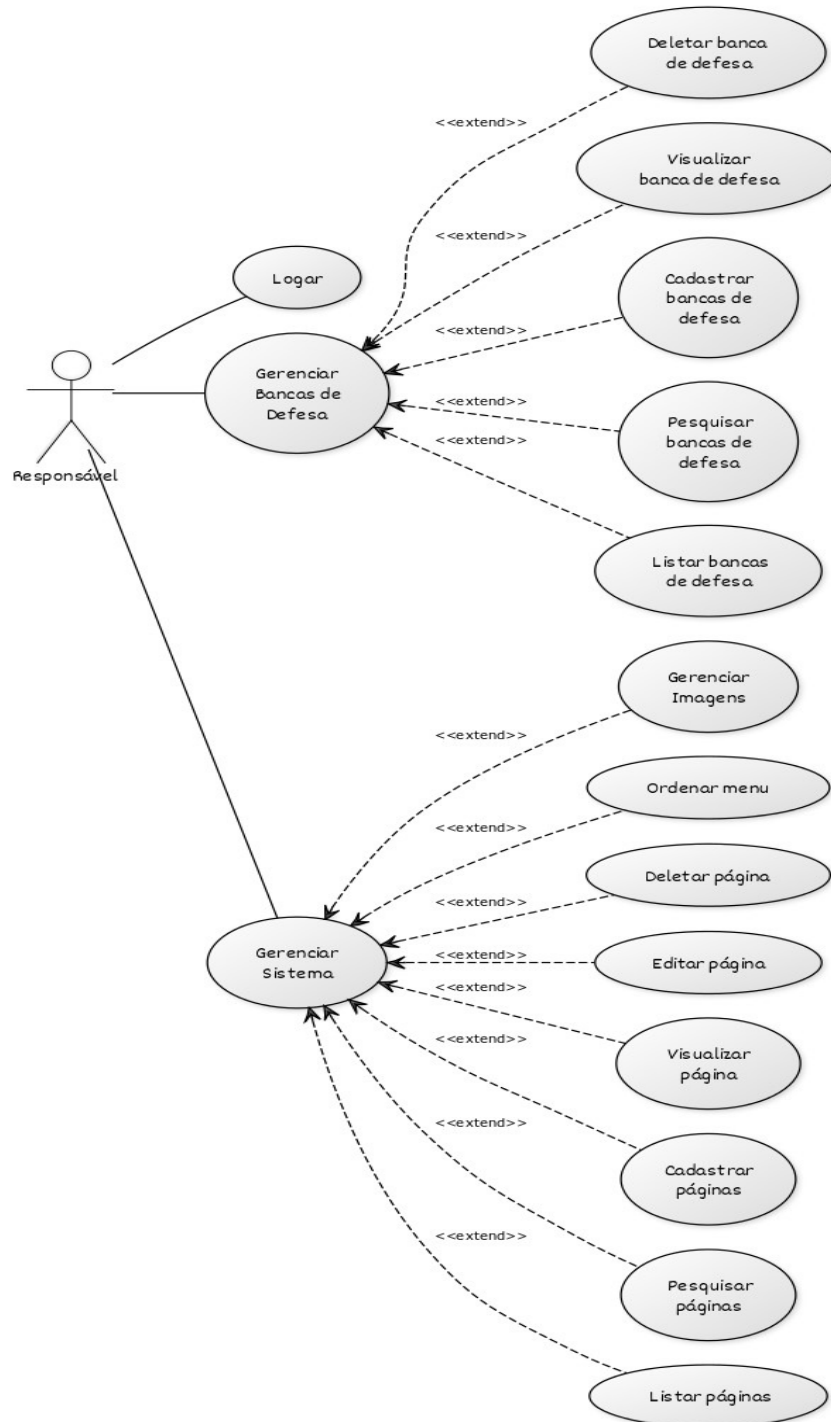 Deletar banca
de defesa
<<extend>>
Visualizar
banca de defesa
<<extend>>
Logar
Cadastrar
bancas de
defesa
<<extend>>
Gerenciar
Bancas de
Defesa
<<extend>>
Pesquisar
bancas de
defesa
<<extend>>
Responsável
Listar bancas
de defesa
Gerenciar
Imagens
<<extend>>
Ordenar menu
<<extend>>
Deletar página
<<extend>>
Gerenciar
Sistema
<<extend>>
Editar página
<<extend>>
Visualizar
página
<<extend>>
Cadastrar
páginas
<<extend>>
Pesquisar
páginas
<<extend>>
Listar páginas